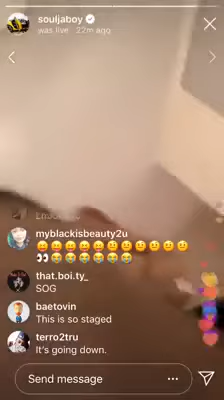 souljaboy
was live · 22m ago
myblackisbeauty2u
😛😛😛😛😛🙂🙂🙂🙂🙂🙂
👀😂😂😂😂😂
that.boi.ty_
SOG
baetovin
This is so staged
terro2tru
It's going down.
Send message